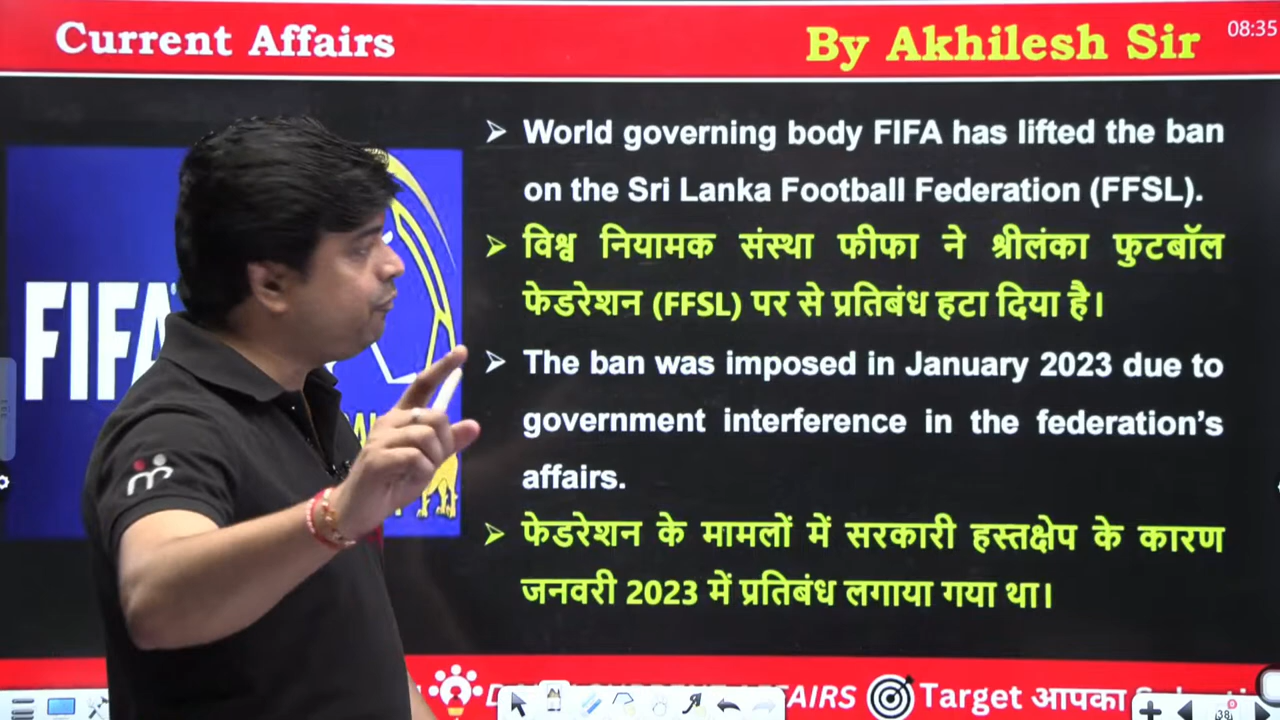 Current Affairs
By Akhilesh Sir
08:35
FIFA
➢ World governing body FIFA has lifted the ban
on the Sri Lanka Football Federation (FFSL).
➢ विश्व नियामक संस्था फीफा ने श्रीलंका फुटबॉल
फेडरेशन (FFSL) पर से प्रतिबंध हटा दिया है।
➢ The ban was imposed in January 2023 due to
government interference in the federation’s
affairs.
➢ फेडरेशन के मामलों में सरकारी हस्तक्षेप के कारण
जनवरी 2023 में प्रतिबंध लगाया गया था।
AFFAIRS
Target आपका